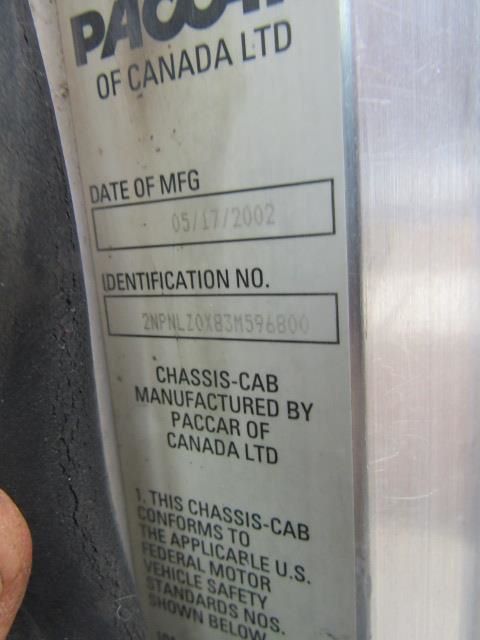 PACCAR
OF CANADA LTD
DATE OF MFG
05/17/2002
IDENTIFICATION NO.
2NPNLZ0X83M596800
CHASSIS-CAB
MANUFACTURED BY
PACCAR OF
CANADA LTD
1. THIS CHASSIS-CAB
CONFORMS TO
THE APPLICABLE U.S.
FEDERAL MOTOR
VEHICLE SAFETY
STANDARDS NOS.
SHOWN BELOW